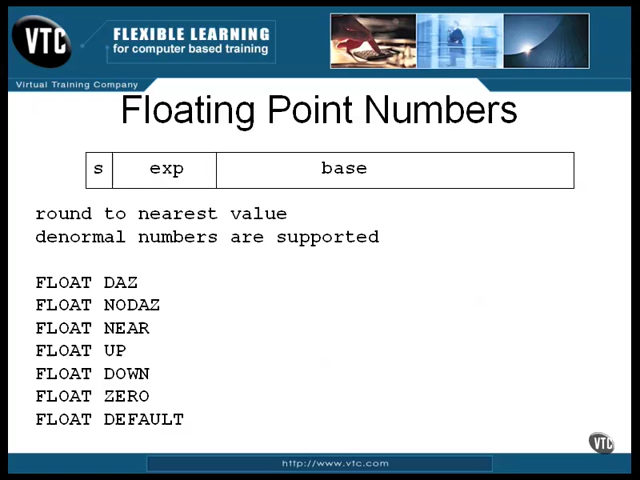 VTC
FLEXIBLE LEARNING
for computer based training
Virtual Training Company
Floating Point Numbers
s exp base
round to nearest value
denormal numbers are supported
FLOAT DAZ
FLOAT NODAZ
FLOAT NEAR
FLOAT UP
FLOAT DOWN
FLOAT ZERO
FLOAT DEFAULT
VTC
http://www.vtc.com